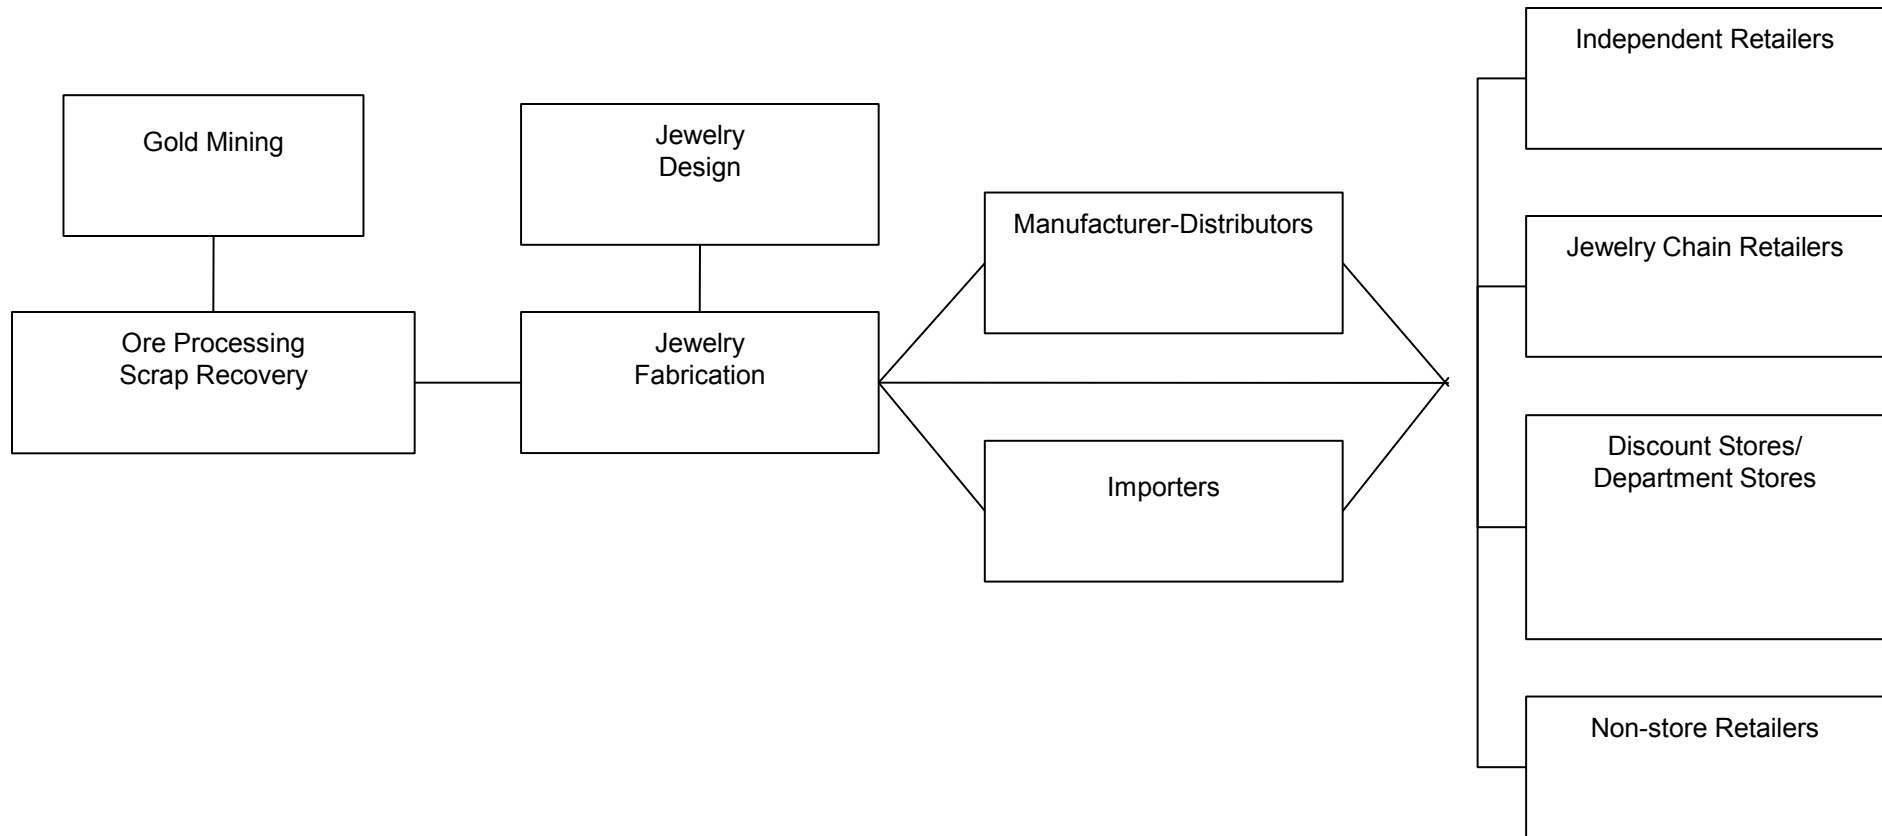 Gold Mining
Ore Processing
Scrap Recovery
Jewelry
Design
Jewelry
Fabrication
Manufacturer-Distributors
Importers
Independent Retailers
Jewelry Chain Retailers
Discount Stores/
Department Stores
Non-store Retailers